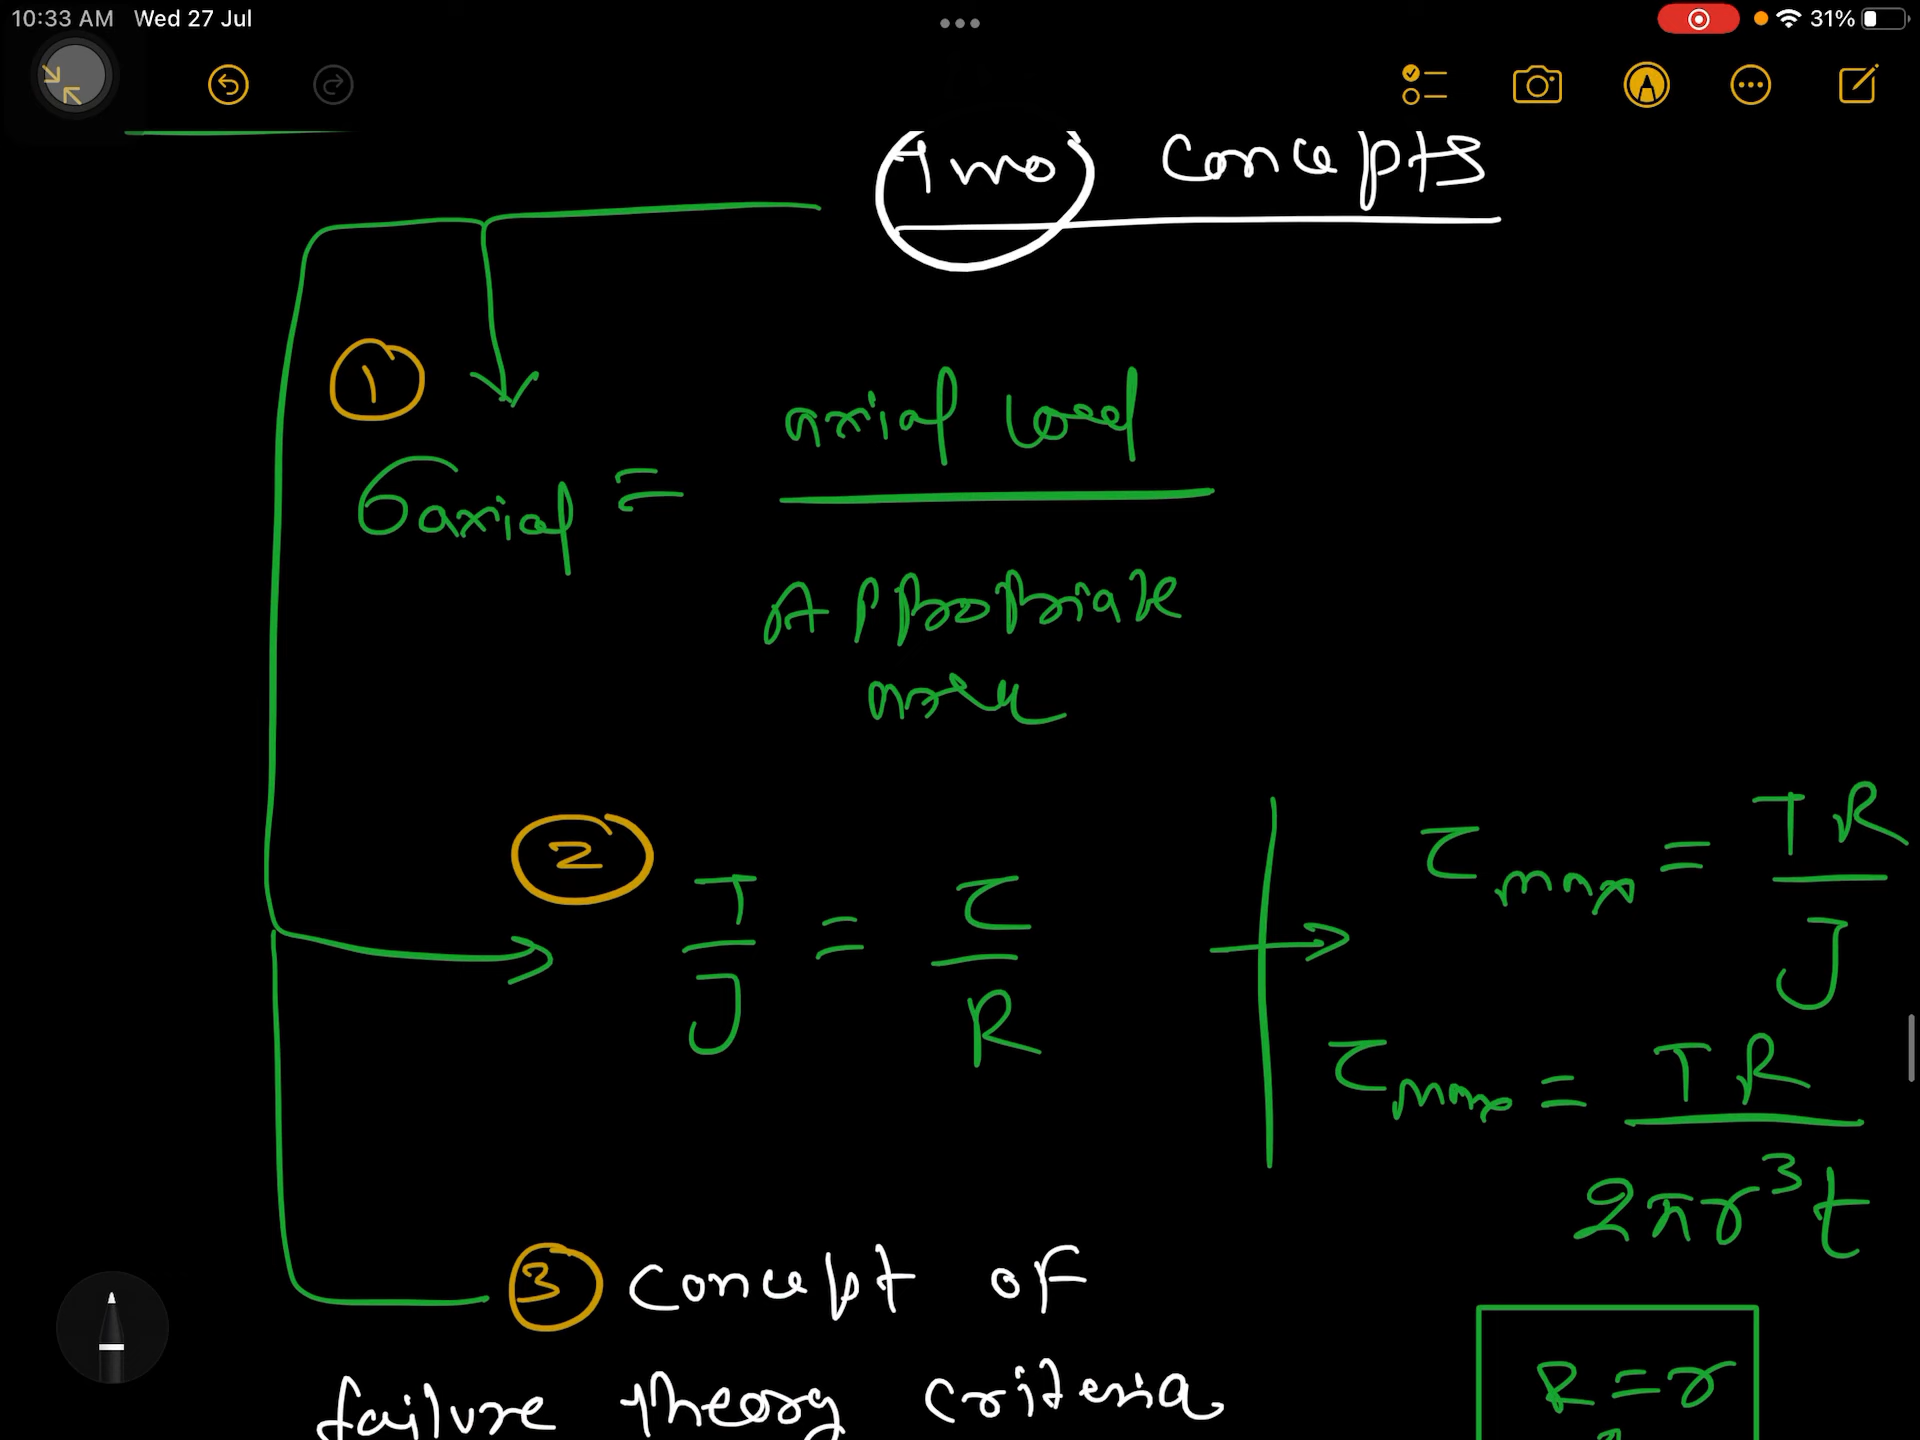 10:33 AM Wed 27 Jul
31%
Two concepts
1
σaxial = axial load
Appropriate
area
2
T/J = τ/R
τmax = TR/J
τmax = TR/2πr³t
3 concept of
failure theory criteria
R = r